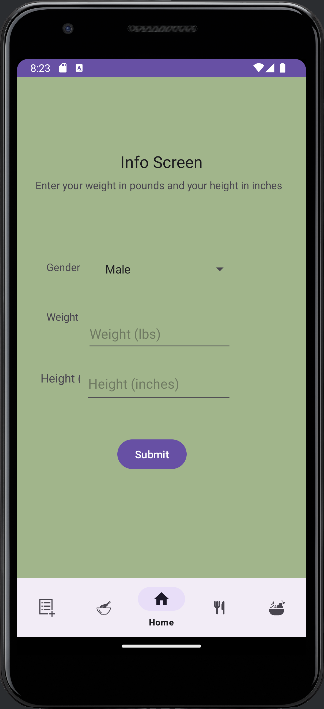 8:23
Info Screen
Enter your weight in pounds and your height in inches
Gender
Male
Weight
Weight (lbs)
Height (
Height (inches)
Submit
Home